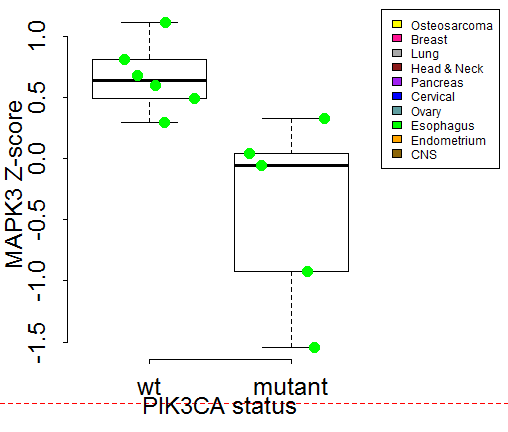 MAPK3 Z-score
1.0
0.5
0.0
-0.5
-1.0
-1.5
wt mutant
PIK3CA status
Osteosarcoma
Breast
Lung
Head & Neck
Pancreas
Cervical
Ovary
Esophagus
Endometrium
CNS